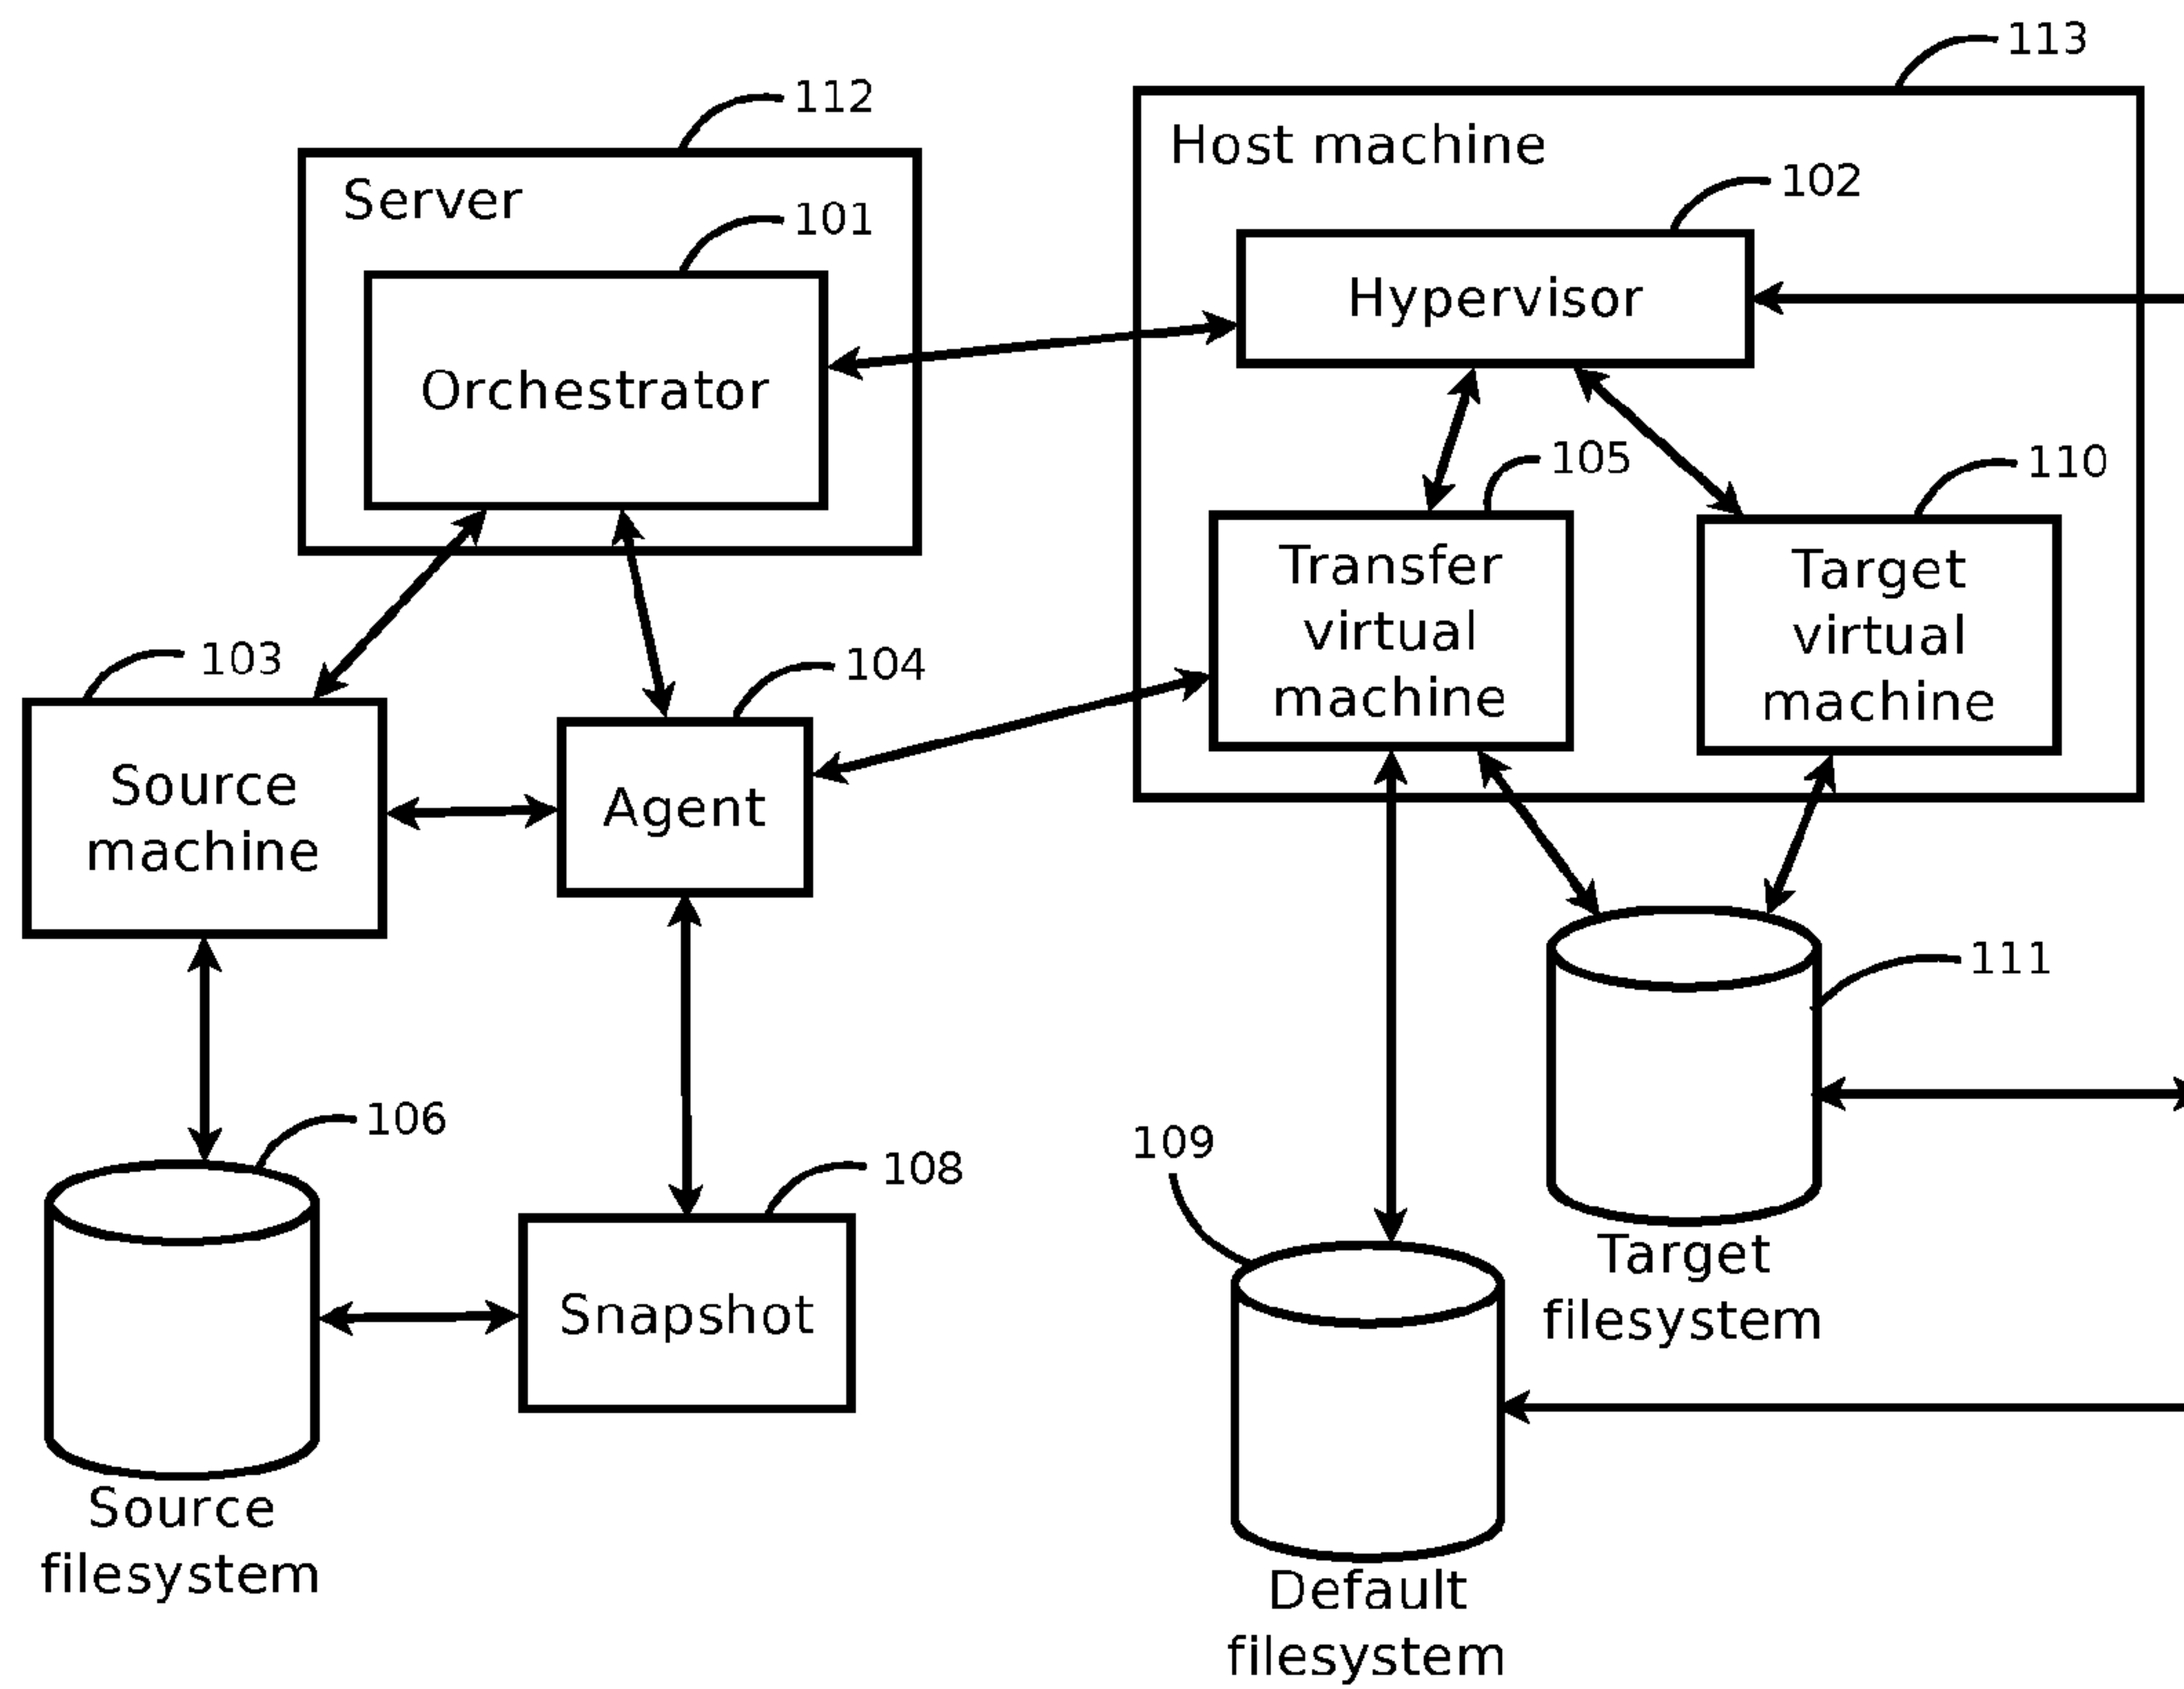 113
112
Host machine
Server
102
101
Hypervisor
Orchestrator
105
110
Transfer
virtual
machine
Target
virtual
machine
103
104
Source
machine
Agent
111
106
109
108
Target
filesystem
Snapshot
Source
filesystem
Default
filesystem